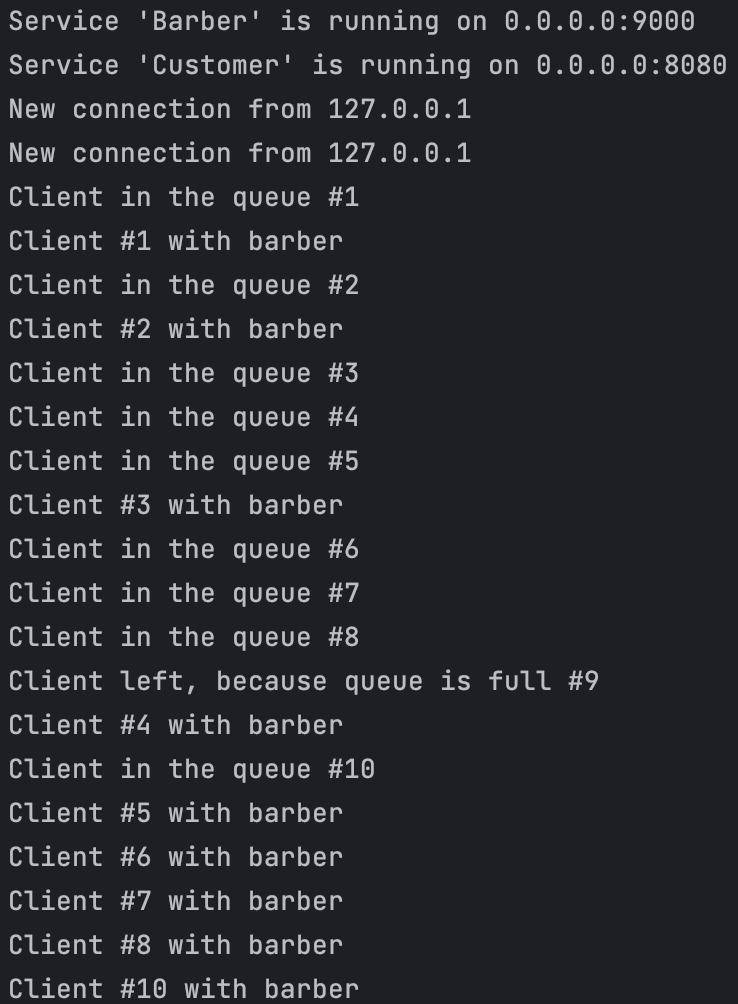 Service 'Barber' is running on 0.0.0.0:9000
Service 'Customer' is running on 0.0.0.0:8080
New connection from 127.0.0.1
New connection from 127.0.0.1
Client in the queue #1
Client #1 with barber
Client in the queue #2
Client #2 with barber
Client in the queue #3
Client in the queue #4
Client in the queue #5
Client #3 with barber
Client in the queue #6
Client in the queue #7
Client in the queue #8
Client left, because queue is full #9
Client #4 with barber
Client in the queue #10
Client #5 with barber
Client #6 with barber
Client #7 with barber
Client #8 with barber
Client #10 with barber